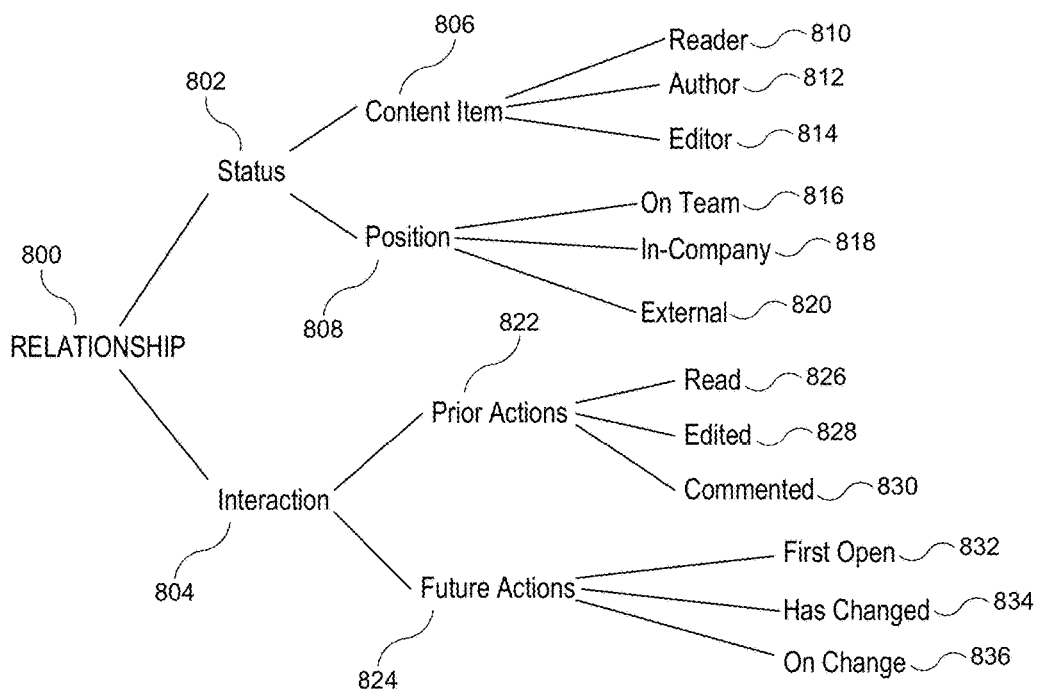 806
Reader 810
802
Author 812
Content Item
Editor 814
Status
On Team 816
Position
In-Company 818
800
External 820
808
822
RELATIONSHIP
Read 826
Prior Actions
Edited 828
Commented 830
Interaction
First Open 832
804
Future Actions
Has Changed 834
824
On Change 836